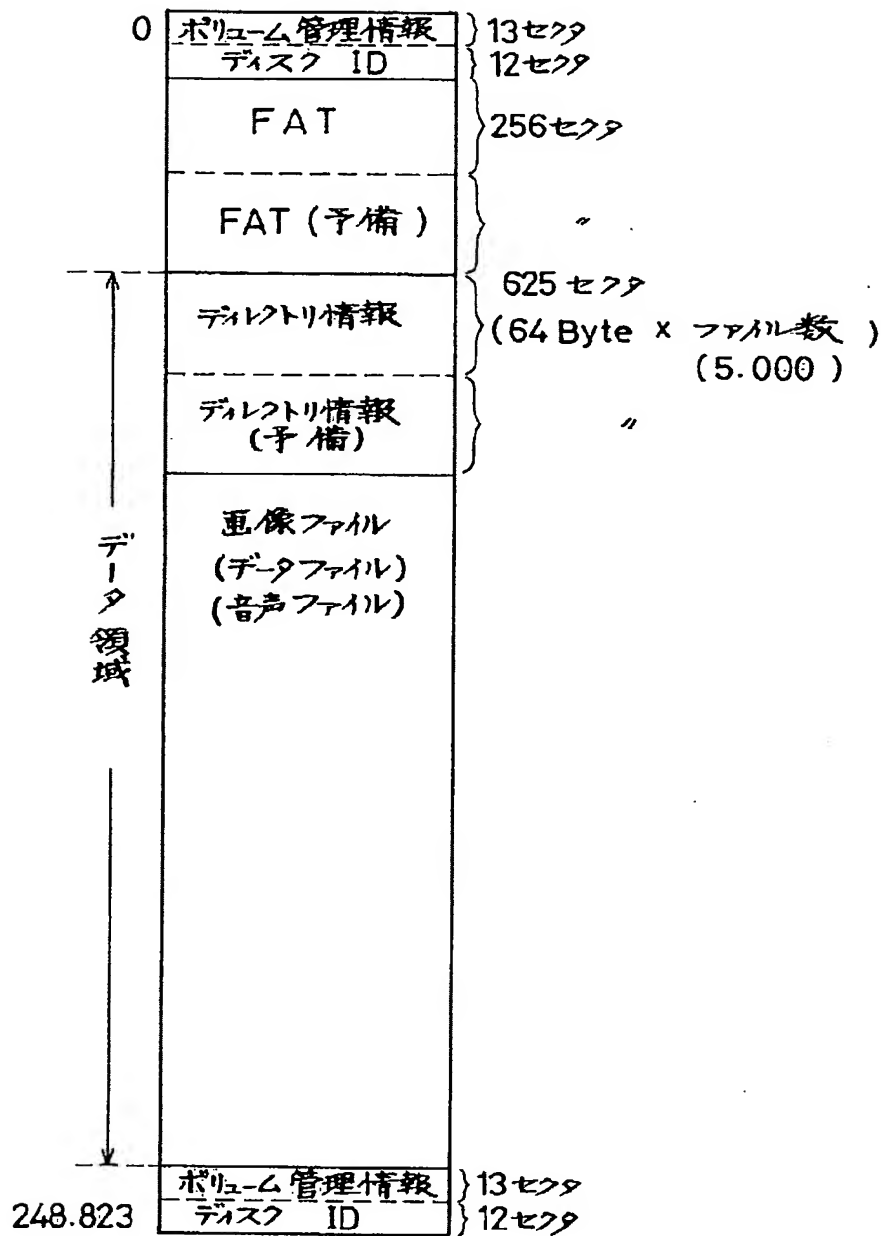 0
ボリューム管理情報
13セクタ
ディスク ID
12セクタ
FAT
256セクタ
FAT (予備)
〃
625セクタ
ディレクトリ情報
(64 Byte × ファイル数)
(5.000)
ディレクトリ情報
(予備)
〃
画像ファイル
(データファイル)
(音声ファイル)
データ領域
ボリューム管理情報
13セクタ
248.823
ディスク ID
12セクタ